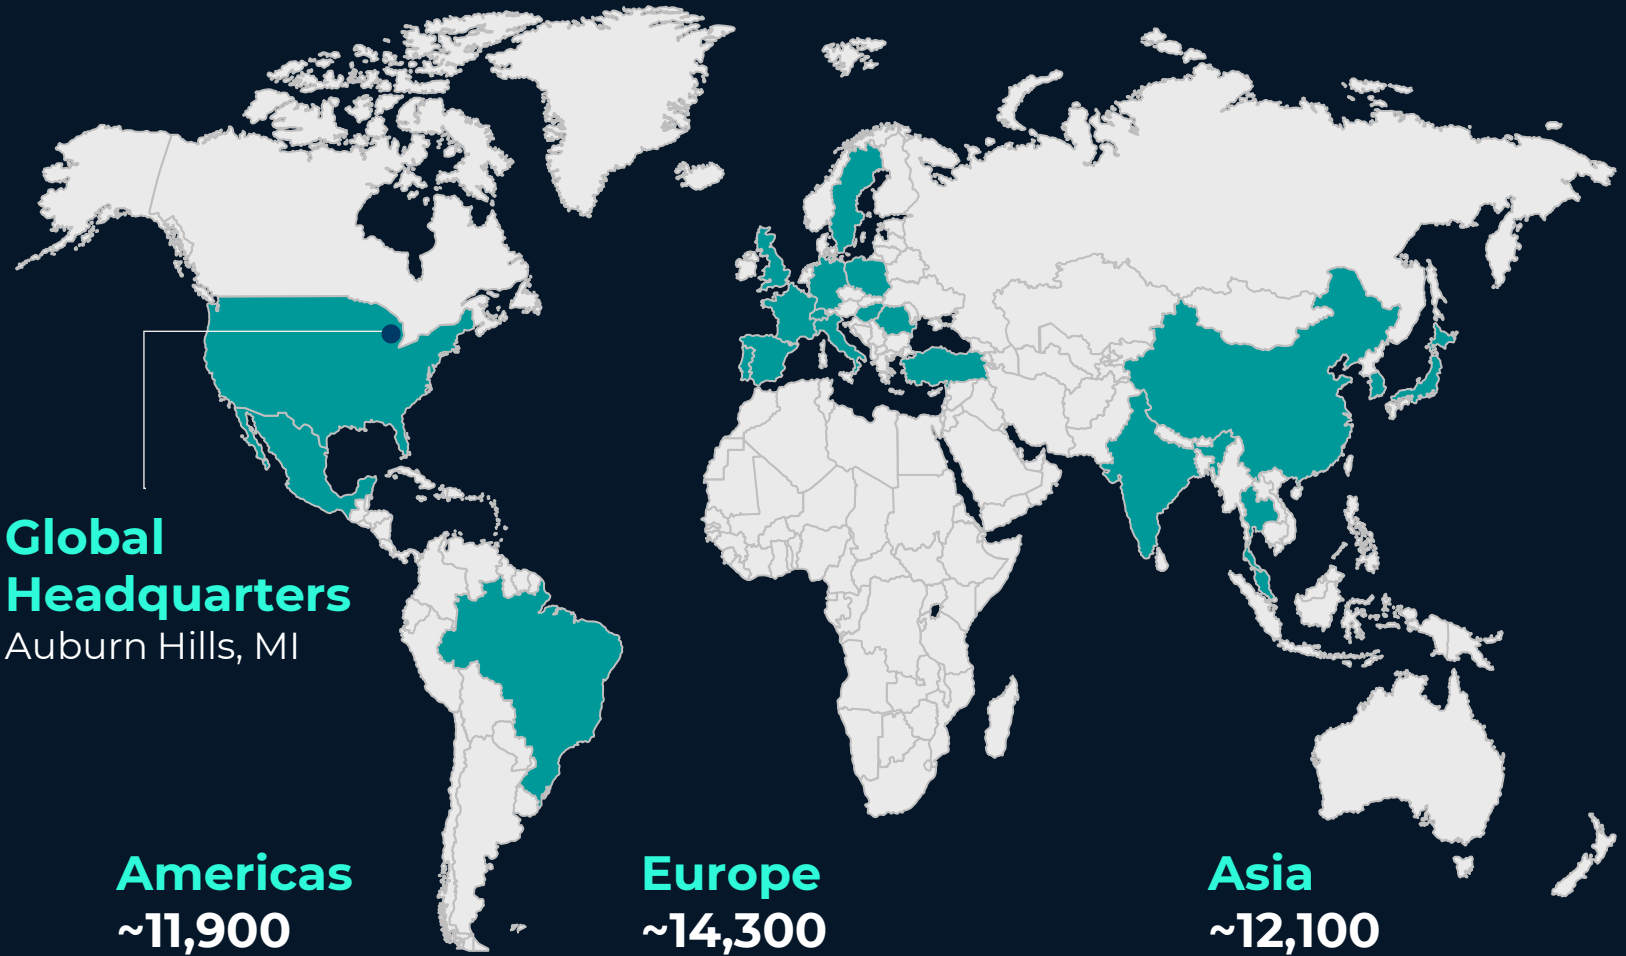 Global
Headquarters
Auburn Hills, MI
Americas
~11,900
Europe
~14,300
Asia
~12,100